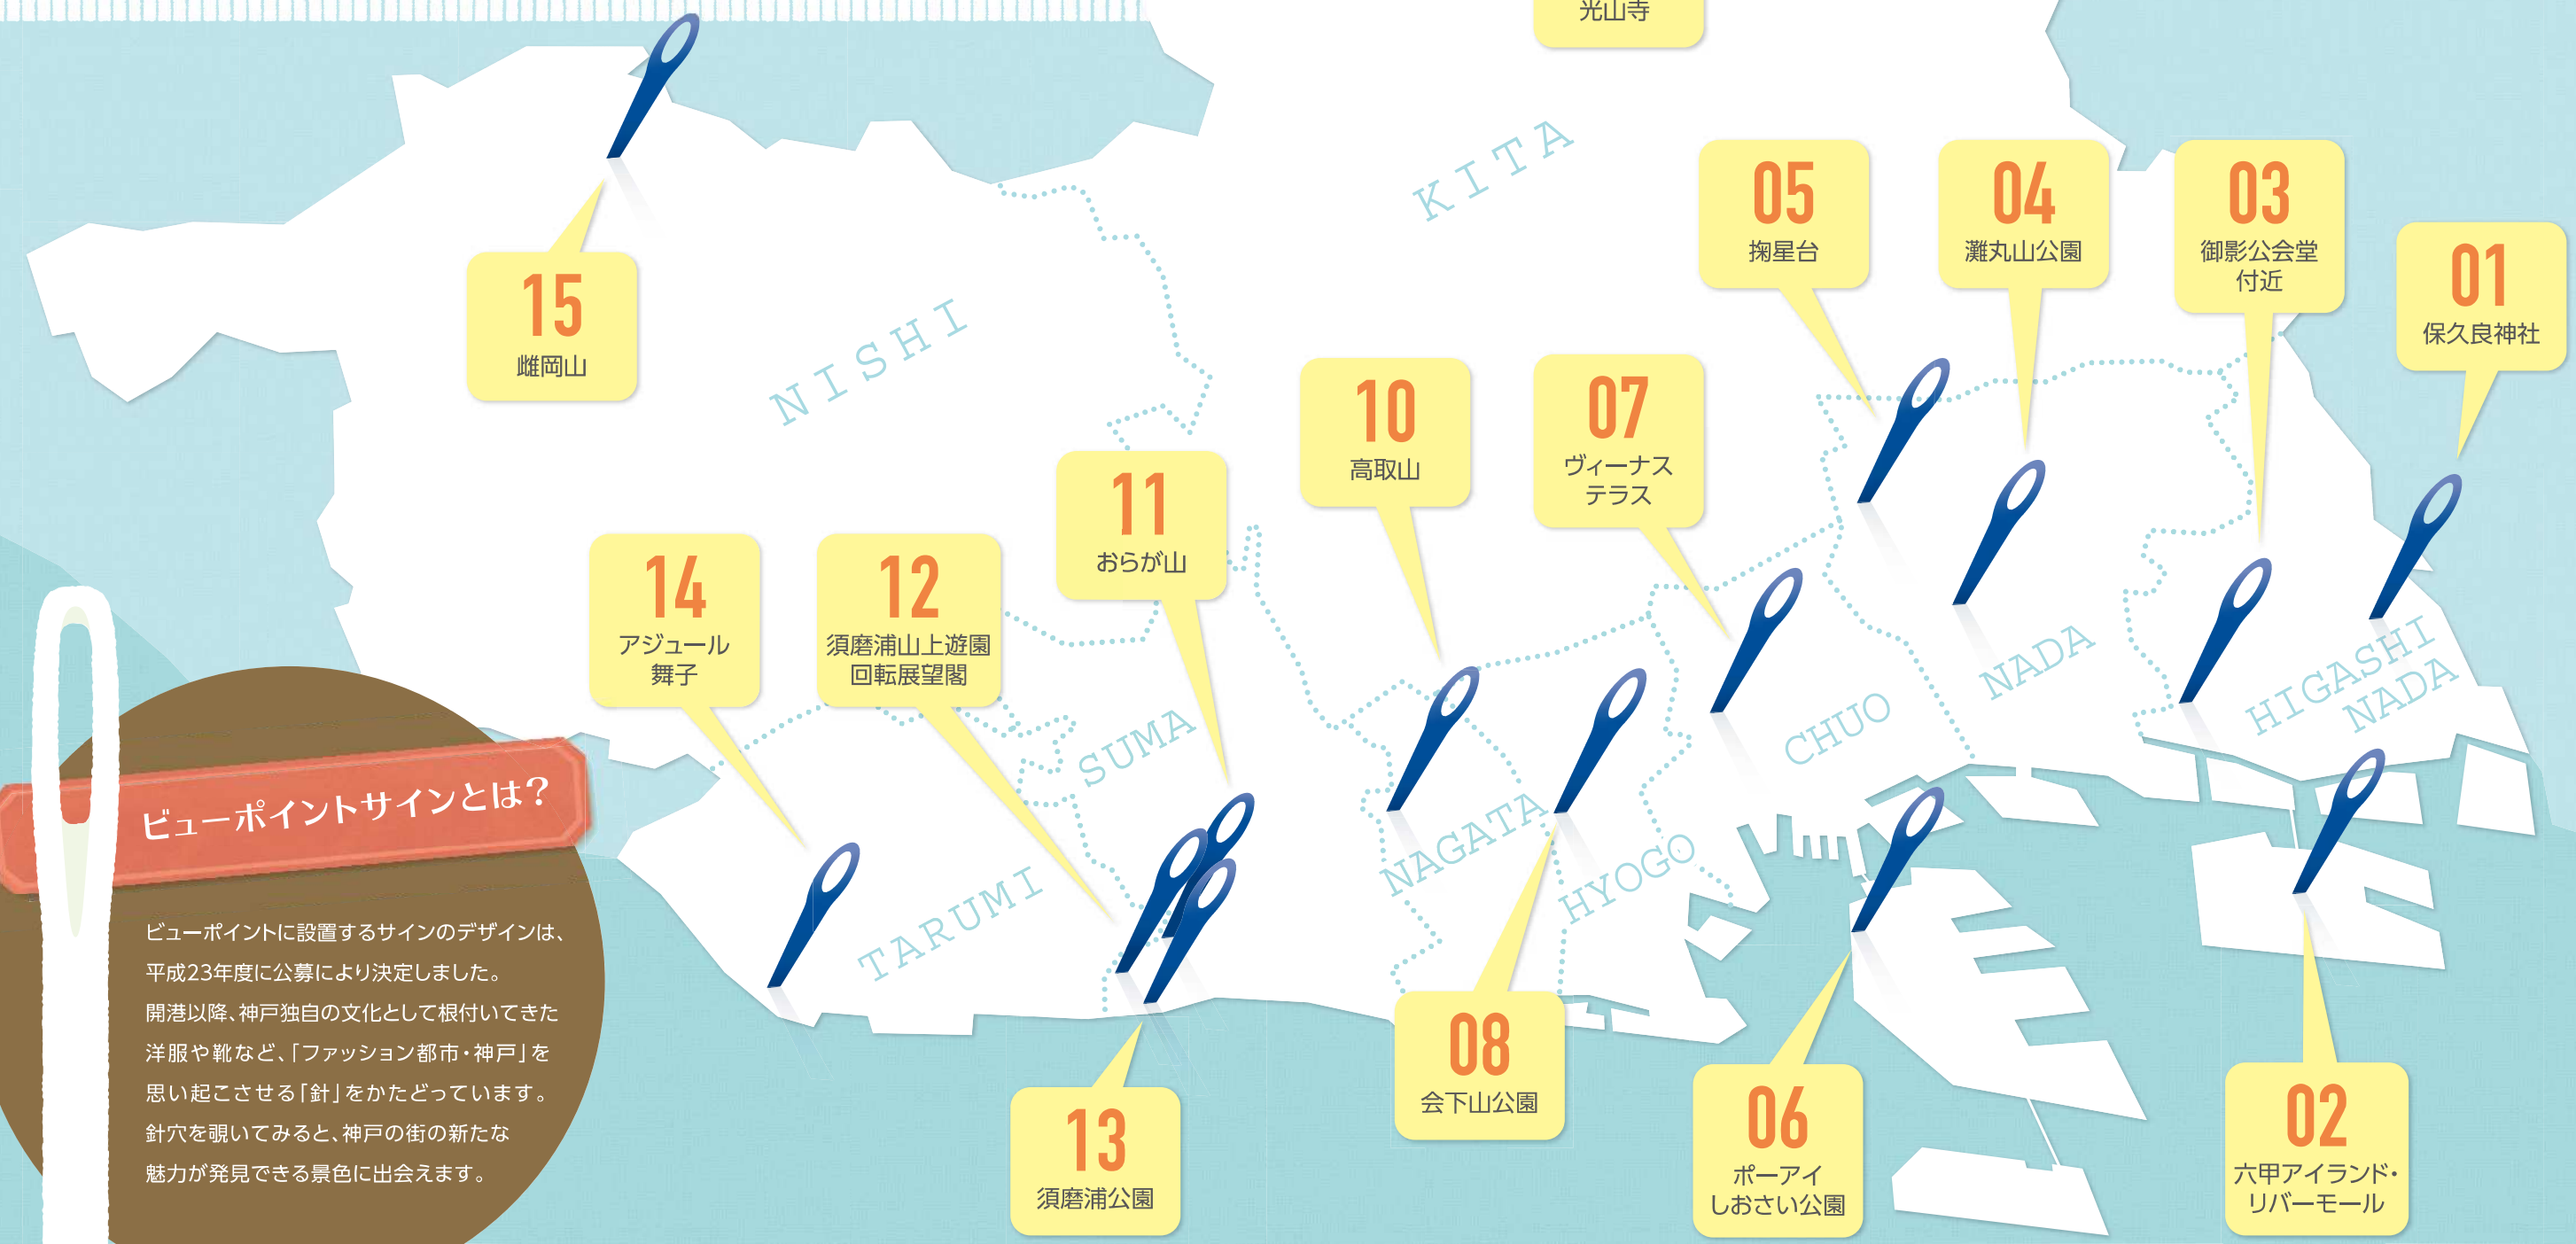 光山寺
KITA
05
掬星台
04
灘丸山公園
03
御影公会堂
付近
01
保久良神社
15
雌岡山
NISHI
10
高取山
07
ヴィーナス
テラス
11
おらが山
14
アジュール
舞子
12
須磨浦山上遊園
回転展望閣
SUMA
CHUO
NADA
HIGASHI
NADA
NAGATA
HYOGO
TARUMI
08
会下山公園
13
須磨浦公園
06
ポーアイ
しおさい公園
02
六甲アイランド・
リバーモール
ビューポイントサインとは?
ビューポイントに設置するサインのデザインは、
平成23年度に公募により決定しました。
開港以降、神戸独自の文化として根付いてきた
洋服や靴など、「ファッション都市・神戸」を
思い起こさせる「針」をかたどっています。
針穴を覗いてみると、神戸の街の新たな
魅力が発見できる景色に出会えます。